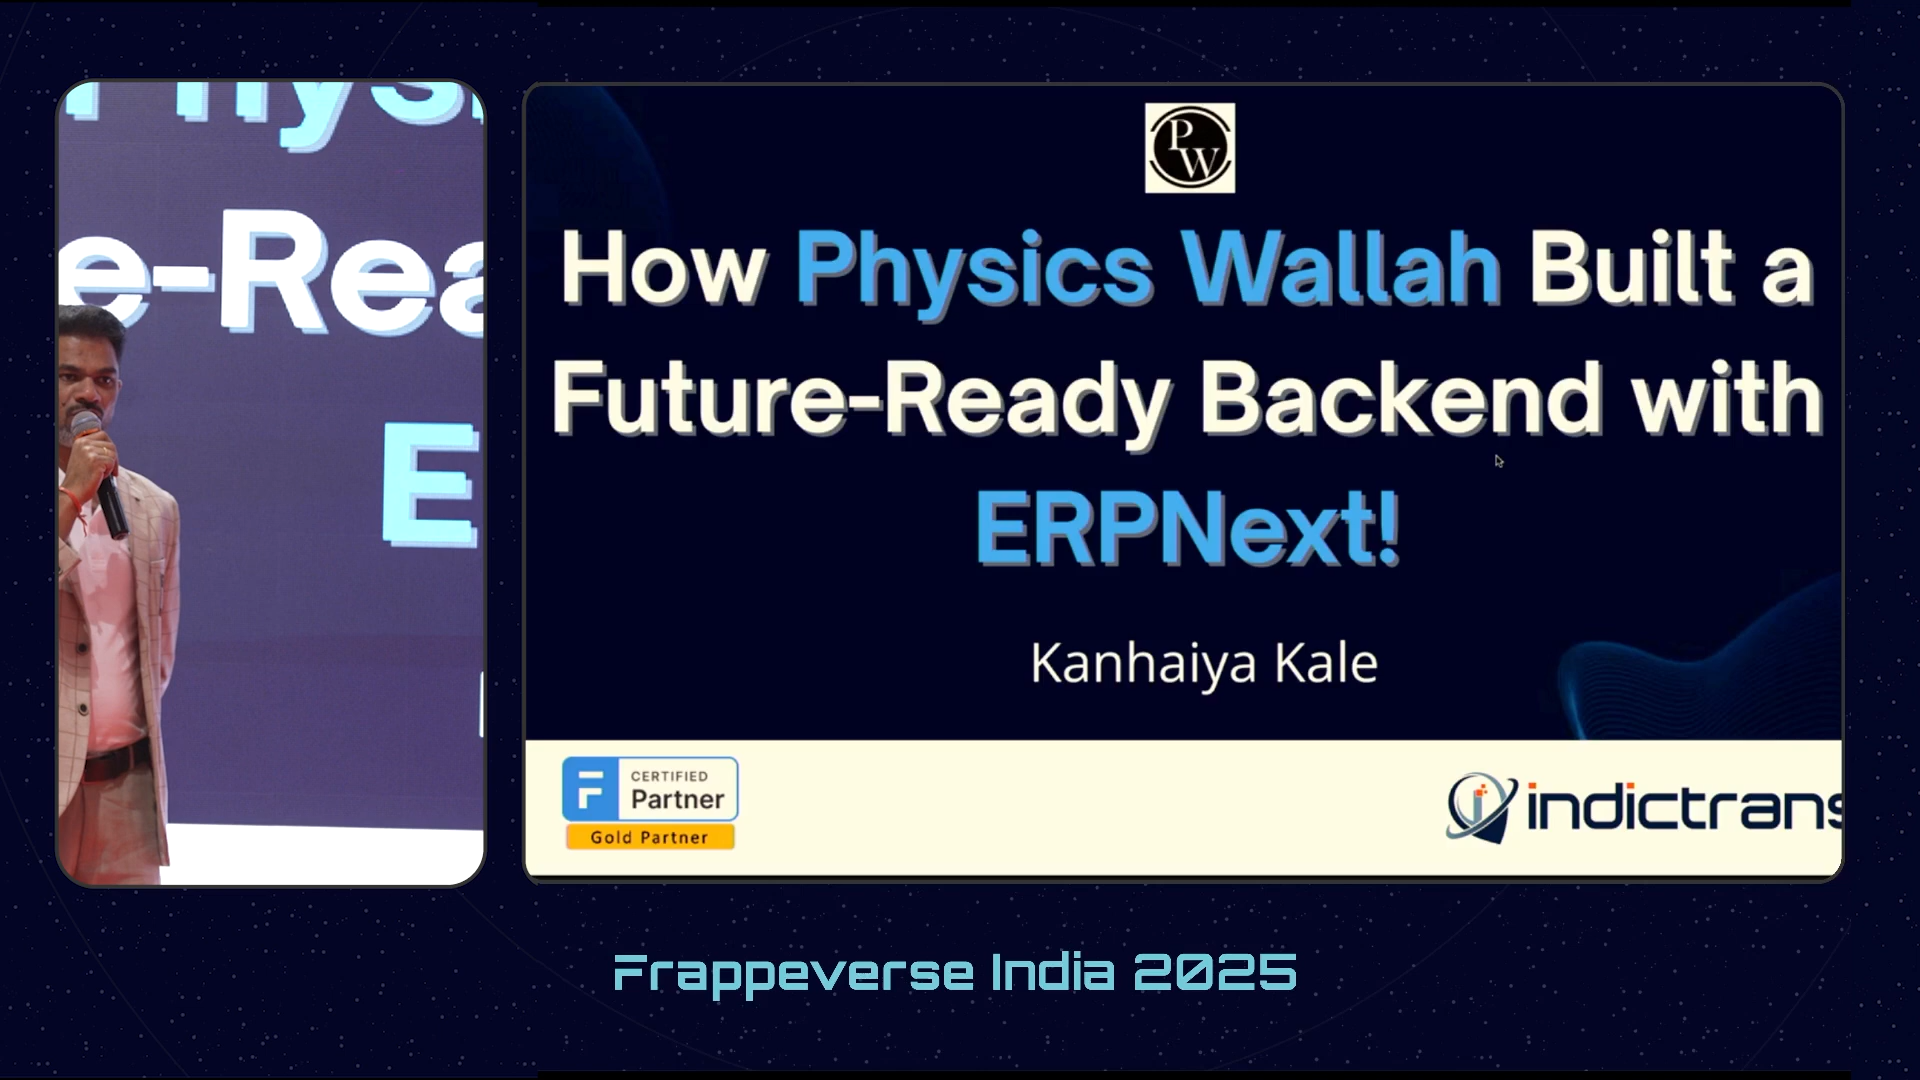 Physi
e-Rea
E
PW
How Physics Wallah Built a
Future-Ready Backend with
ERPNext!
Kanhaiya Kale
CERTIFIED
Partner
Gold Partner
indictrans
Frappeverse India 2025